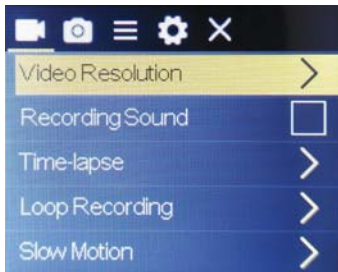 Video Resolution
Recording Sound
Time-lapse
Loop Recording
Slow Motion